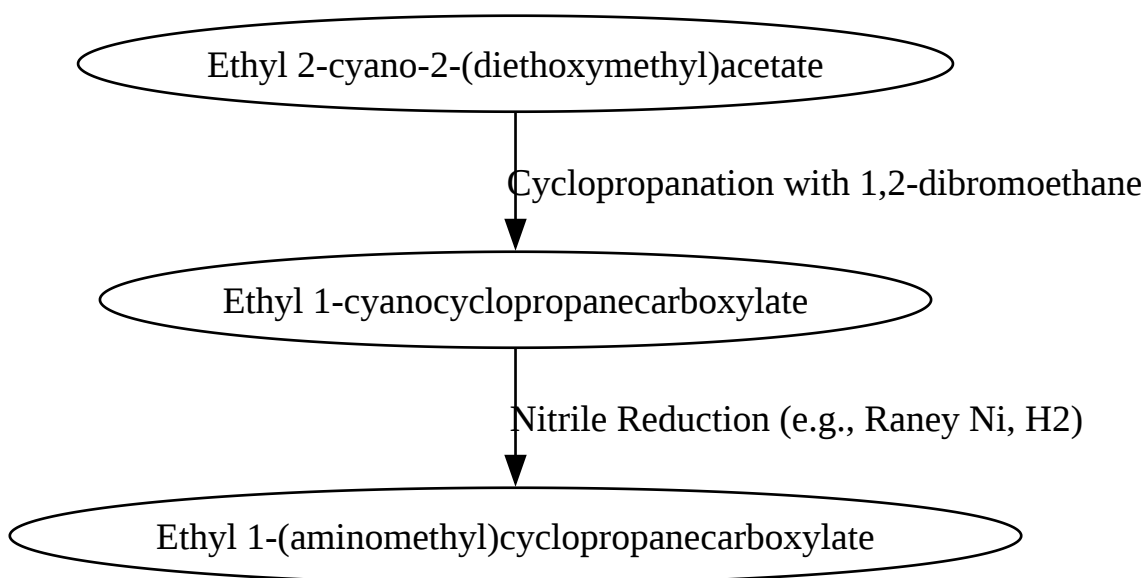 Ethyl 2-cyano-2-(diethoxymethyl)acetate
Cyclopropanation with 1,2-dibromoethane
Ethyl 1-cyanocyclopropanecarboxylate
Nitrile Reduction (e.g., Raney Ni, H2)
Ethyl 1-(aminomethyl)cyclopropanecarboxylate